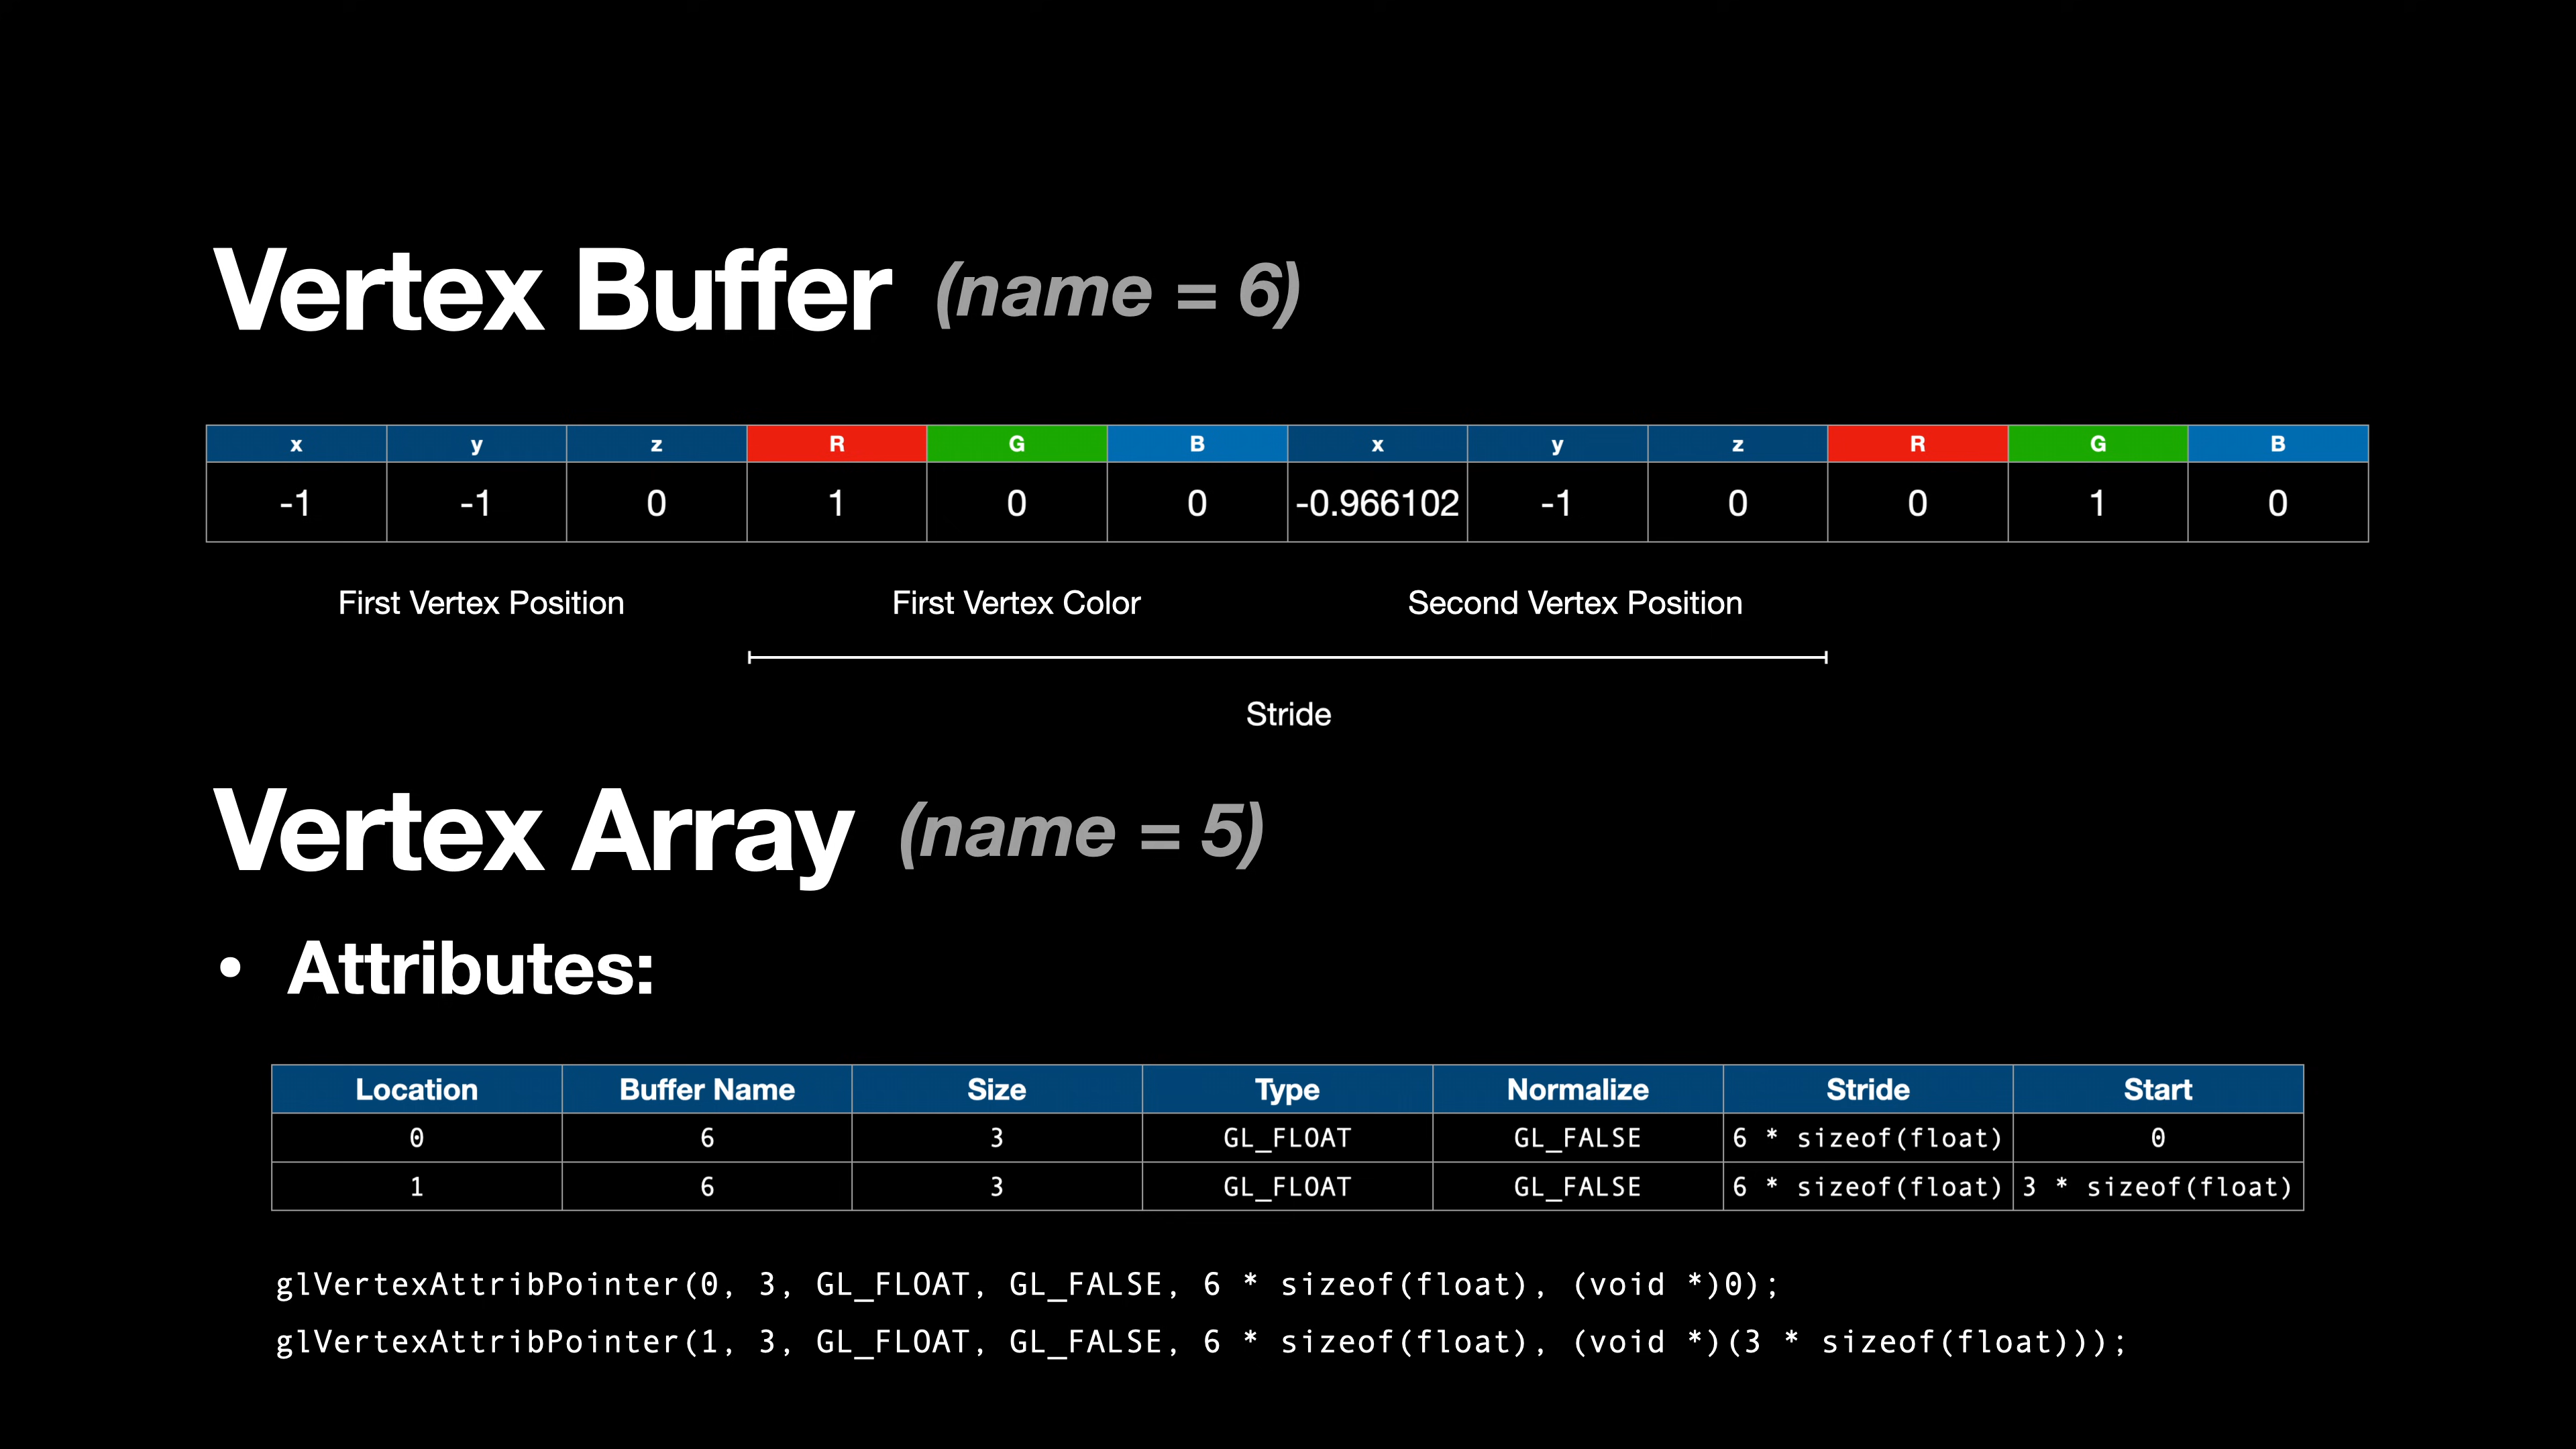 Vertex Buffer (name = 6)
x y z R G B x y z R G B
-1 -1 0 1 0 0 -0.966102 -1 0 0 1 0
First Vertex Position First Vertex Color Second Vertex Position
Stride
Vertex Array (name = 5)
• Attributes:
Location Buffer Name Size Type Normalize Stride Start
0 6 3 GL_FLOAT GL_FALSE 6 * sizeof(float) 0
1 6 3 GL_FLOAT GL_FALSE 6 * sizeof(float) 3 * sizeof(float)
glVertexAttribPointer(0, 3, GL_FLOAT, GL_FALSE, 6 * sizeof(float), (void *)0);
glVertexAttribPointer(1, 3, GL_FLOAT, GL_FALSE, 6 * sizeof(float), (void *)(3 * sizeof(float)));